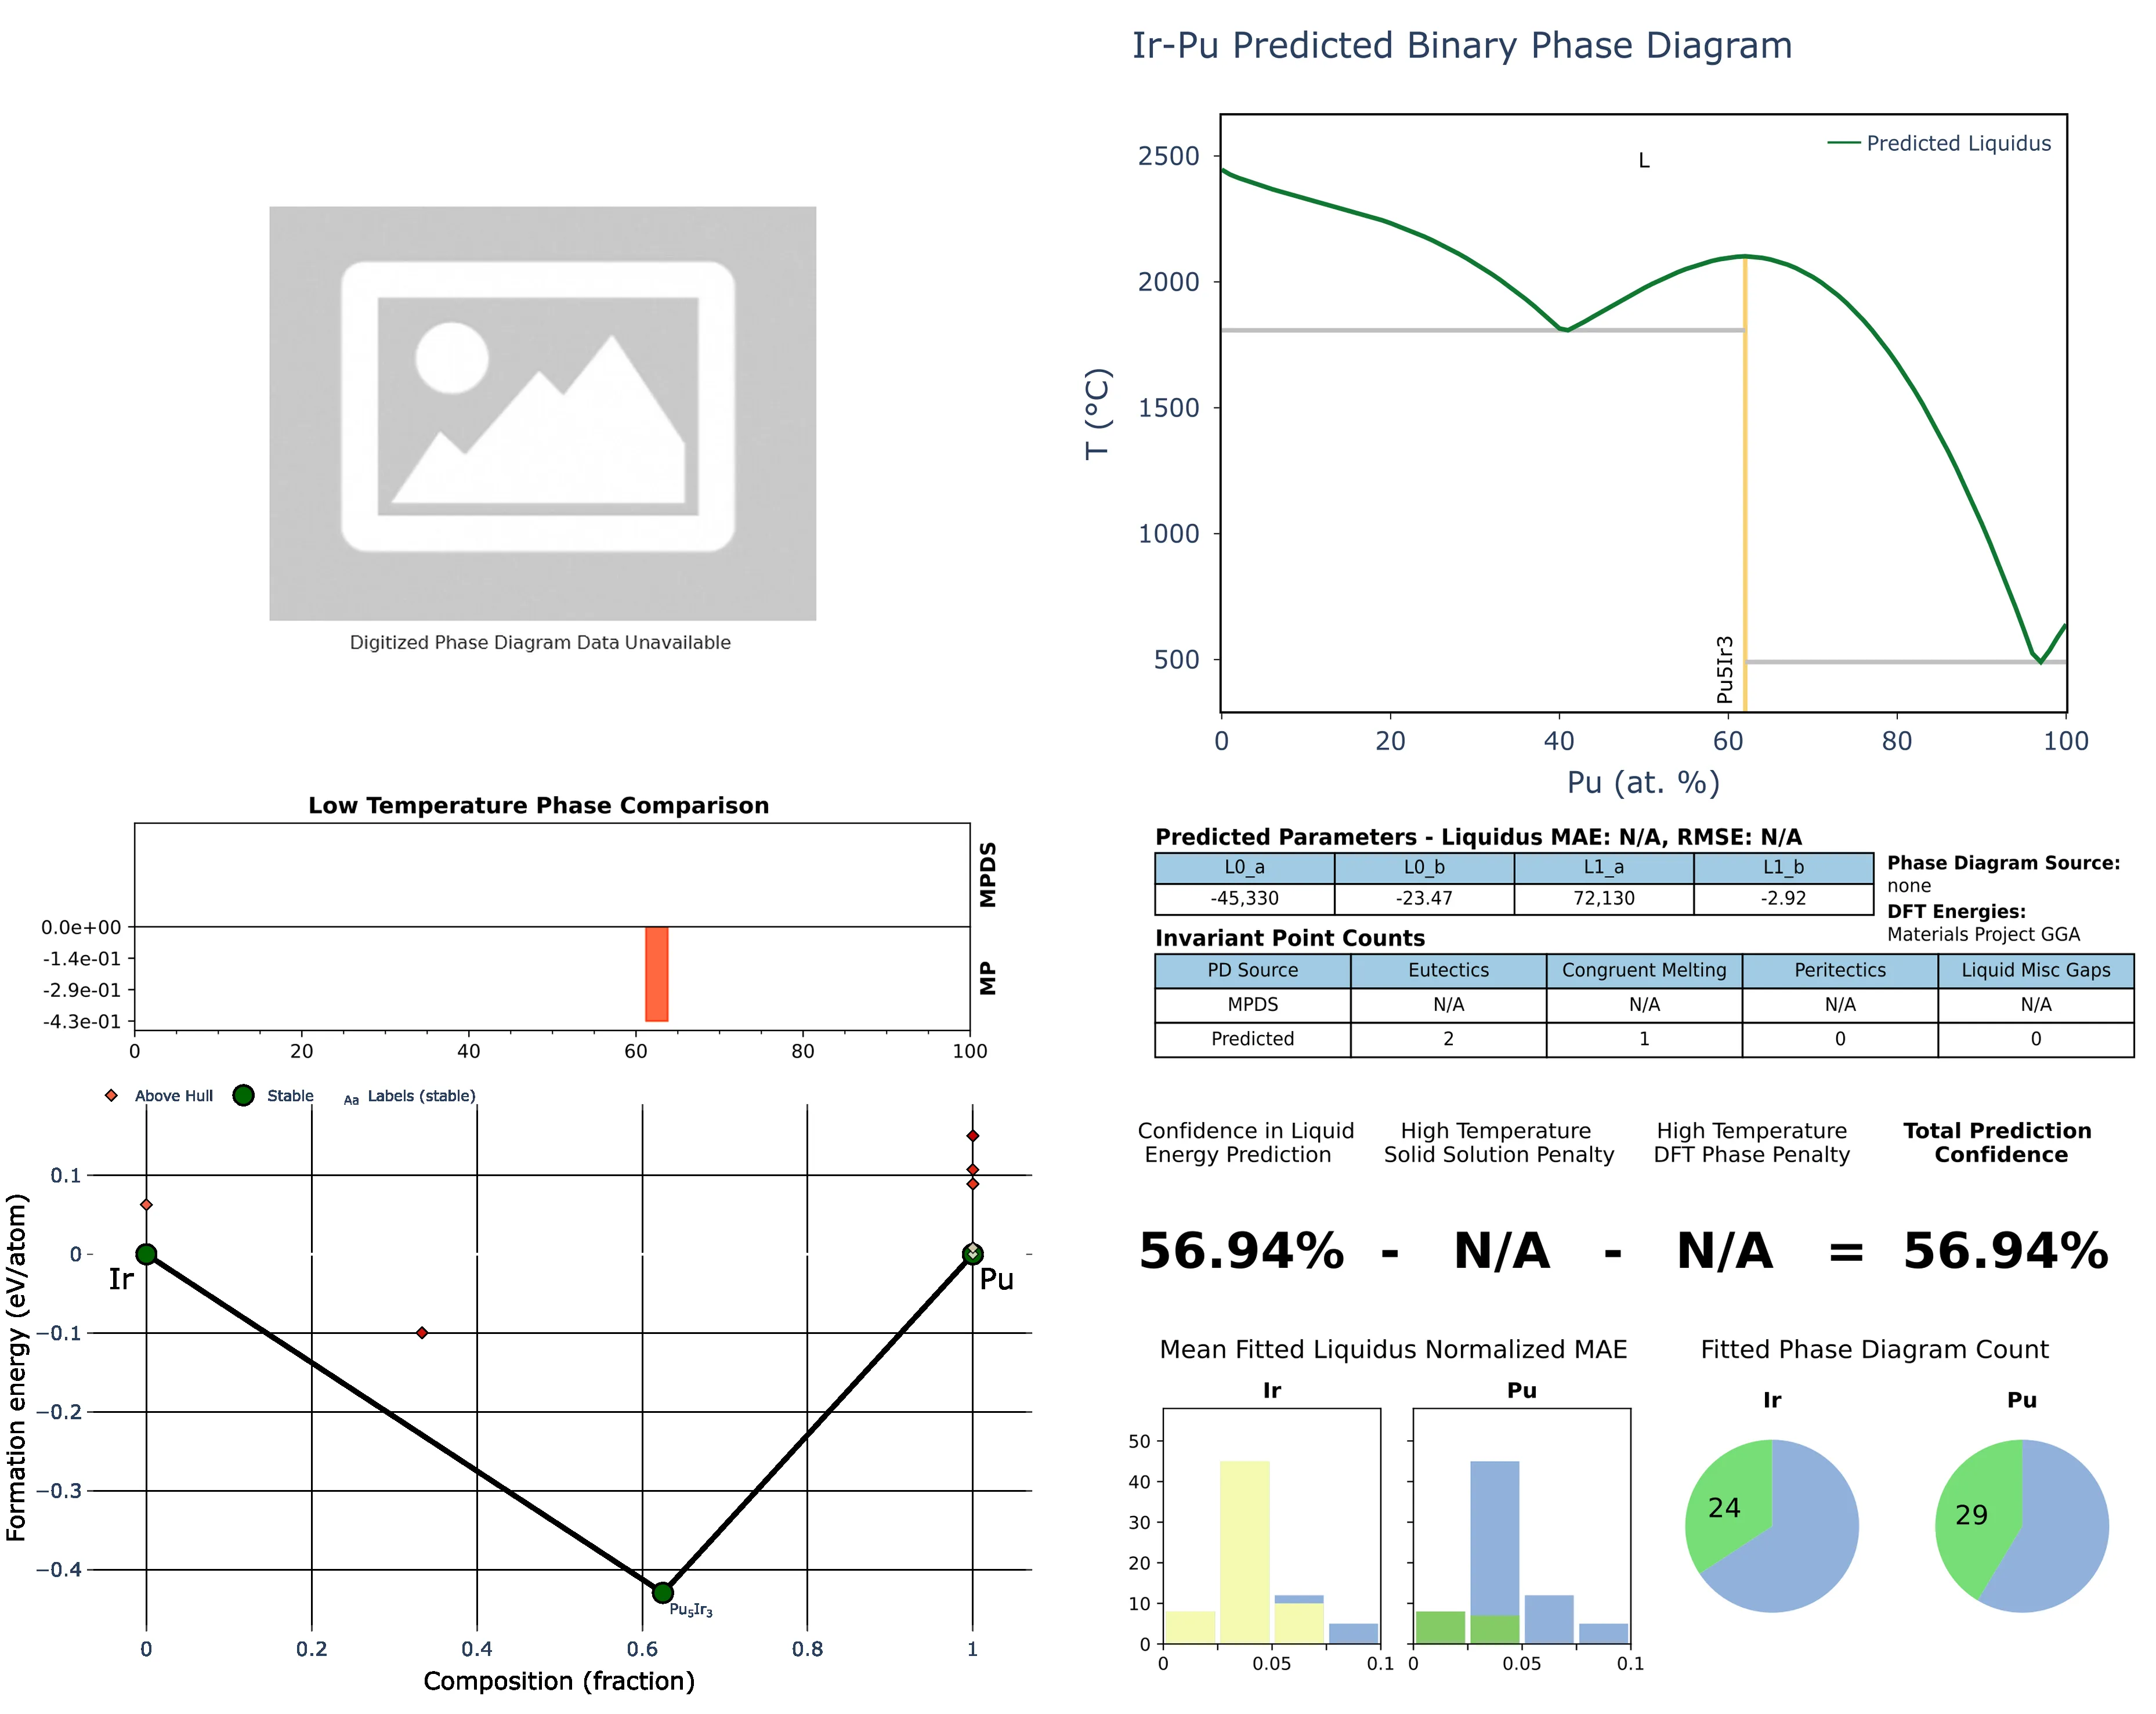 Ir-Pu Predicted Binary Phase Diagram
Digitized Phase Diagram Data Unavailable
Predicted Liquidus
L
2500
2000
1500
1000
500
T (°C)
Pu5Ir3
0 20 40 60 80 100
Pu (at. %)
Low Temperature Phase Comparison
MPDS
MP
0.0e+00
-1.4e-01
-2.9e-01
-4.3e-01
0 20 40 60 80 100
Predicted Parameters - Liquidus MAE: N/A, RMSE: N/A
L0_a L0_b L1_a L1_b
-45,330 -23.47 72,130 -2.92
Phase Diagram Source:
none
DFT Energies:
Materials Project GGA
Invariant Point Counts
PD Source Eutectics Congruent Melting Peritectics Liquid Misc Gaps
MPDS N/A N/A N/A N/A
Predicted 2 1 0 0
Above Hull Stable Aa Labels (stable)
0.1
0
−0.1
−0.2
−0.3
−0.4
Formation energy (eV/atom)
Ir
Pu
Pu5Ir3
0 0.2 0.4 0.6 0.8 1
Composition (fraction)
Confidence in Liquid
Energy Prediction
High Temperature
Solid Solution Penalty
High Temperature
DFT Phase Penalty
Total Prediction
Confidence
56.94% - N/A - N/A = 56.94%
Mean Fitted Liquidus Normalized MAE
Ir
Pu
50
40
30
20
10
0
0 0.05 0.1
0 0.05 0.1
Fitted Phase Diagram Count
Ir
Pu
24
29